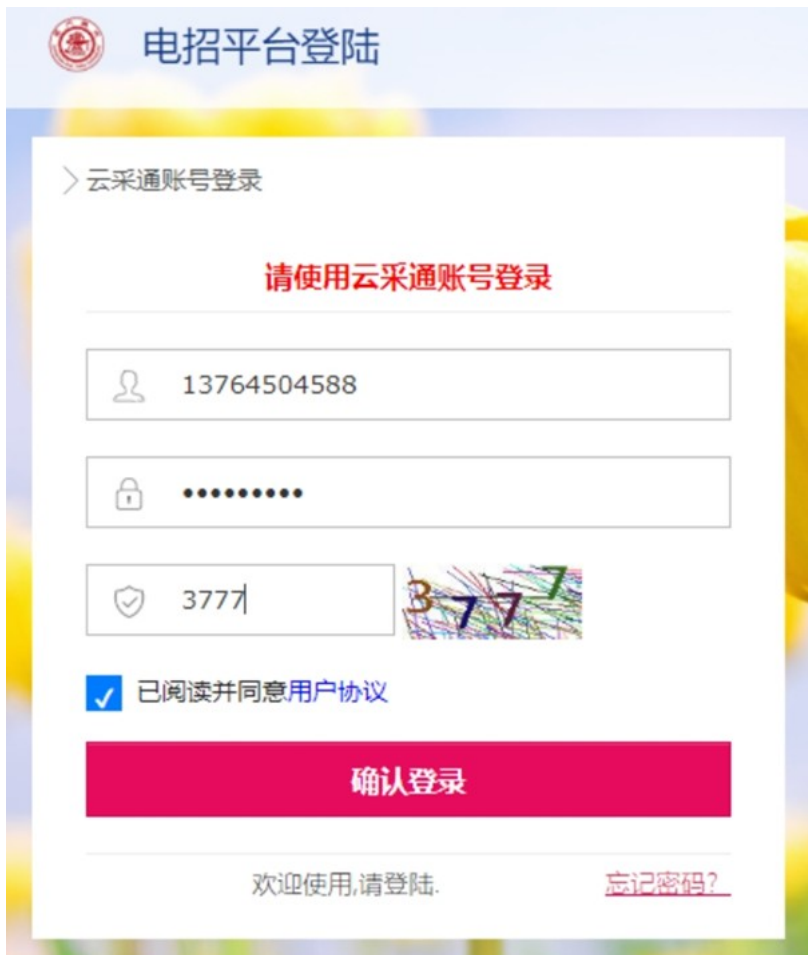 电招平台登陆
云采通账号登录
请使用云采通账号登录
13764504588
•••••••••
3777
3777
已阅读并同意用户协议
确认登录
欢迎使用,请登陆.
忘记密码?